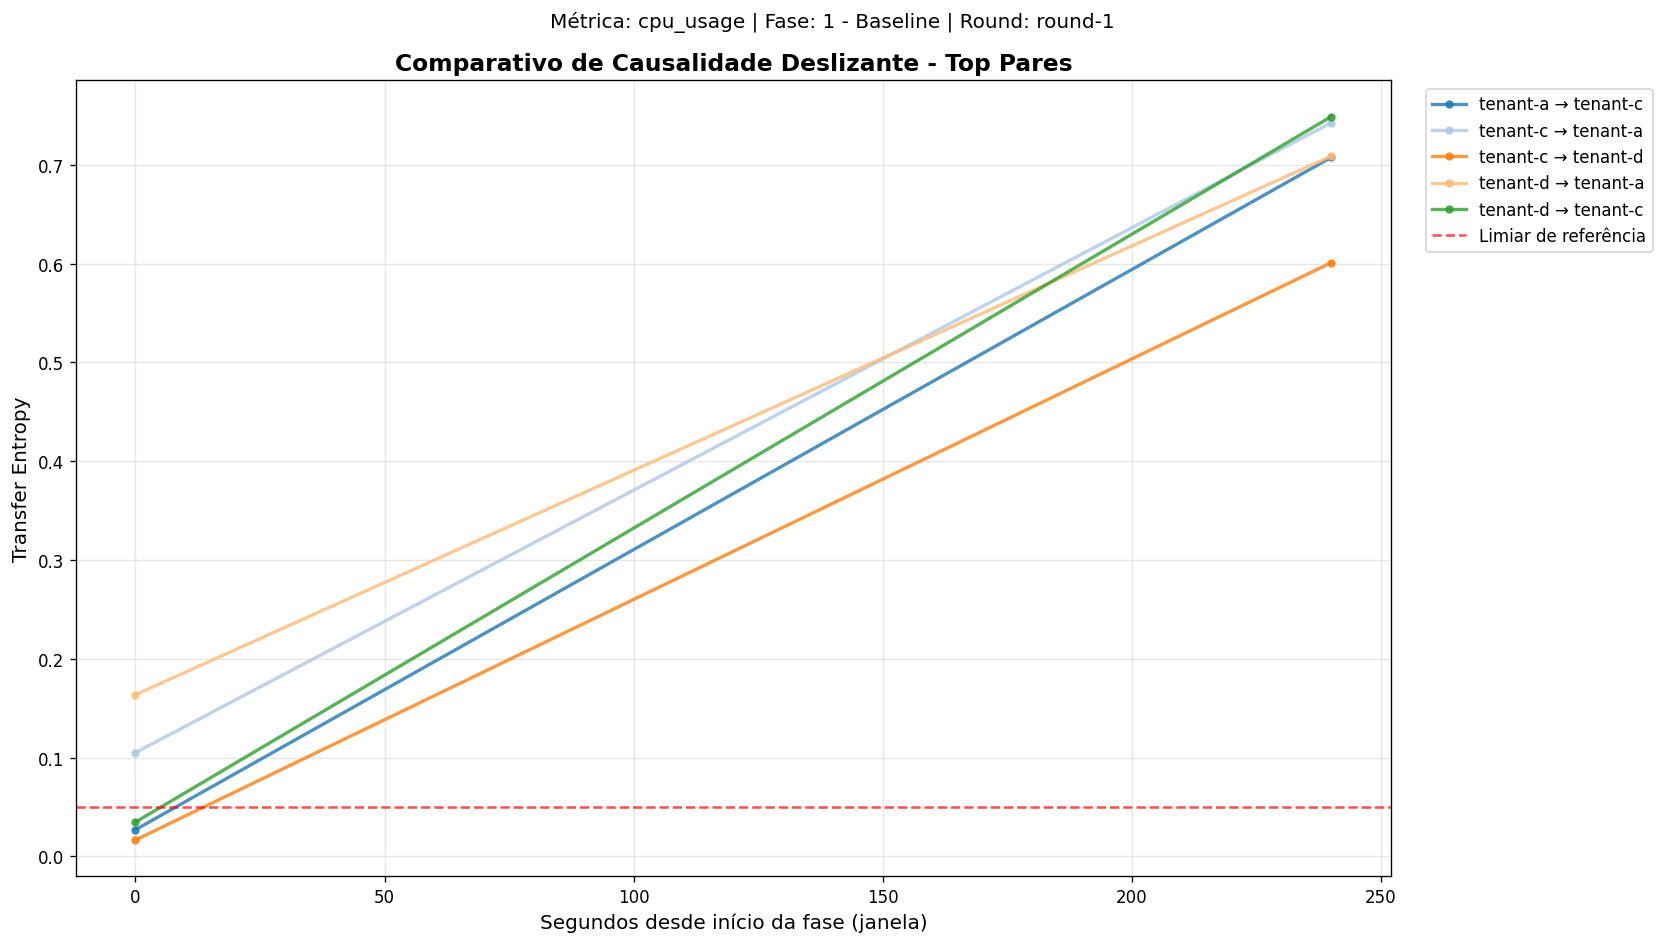 Métrica: cpu_usage | Fase: 1 - Baseline | Round: round-1
Comparativo de Causalidade Deslizante - Top Pares
tenant-a → tenant-c
tenant-c → tenant-a
tenant-c → tenant-d
tenant-d → tenant-a
tenant-d → tenant-c
Limiar de referência
Transfer Entropy
0.7
0.6
0.5
0.4
0.3
0.2
0.1
0.0
0
50
100
150
200
250
Segundos desde início da fase (janela)